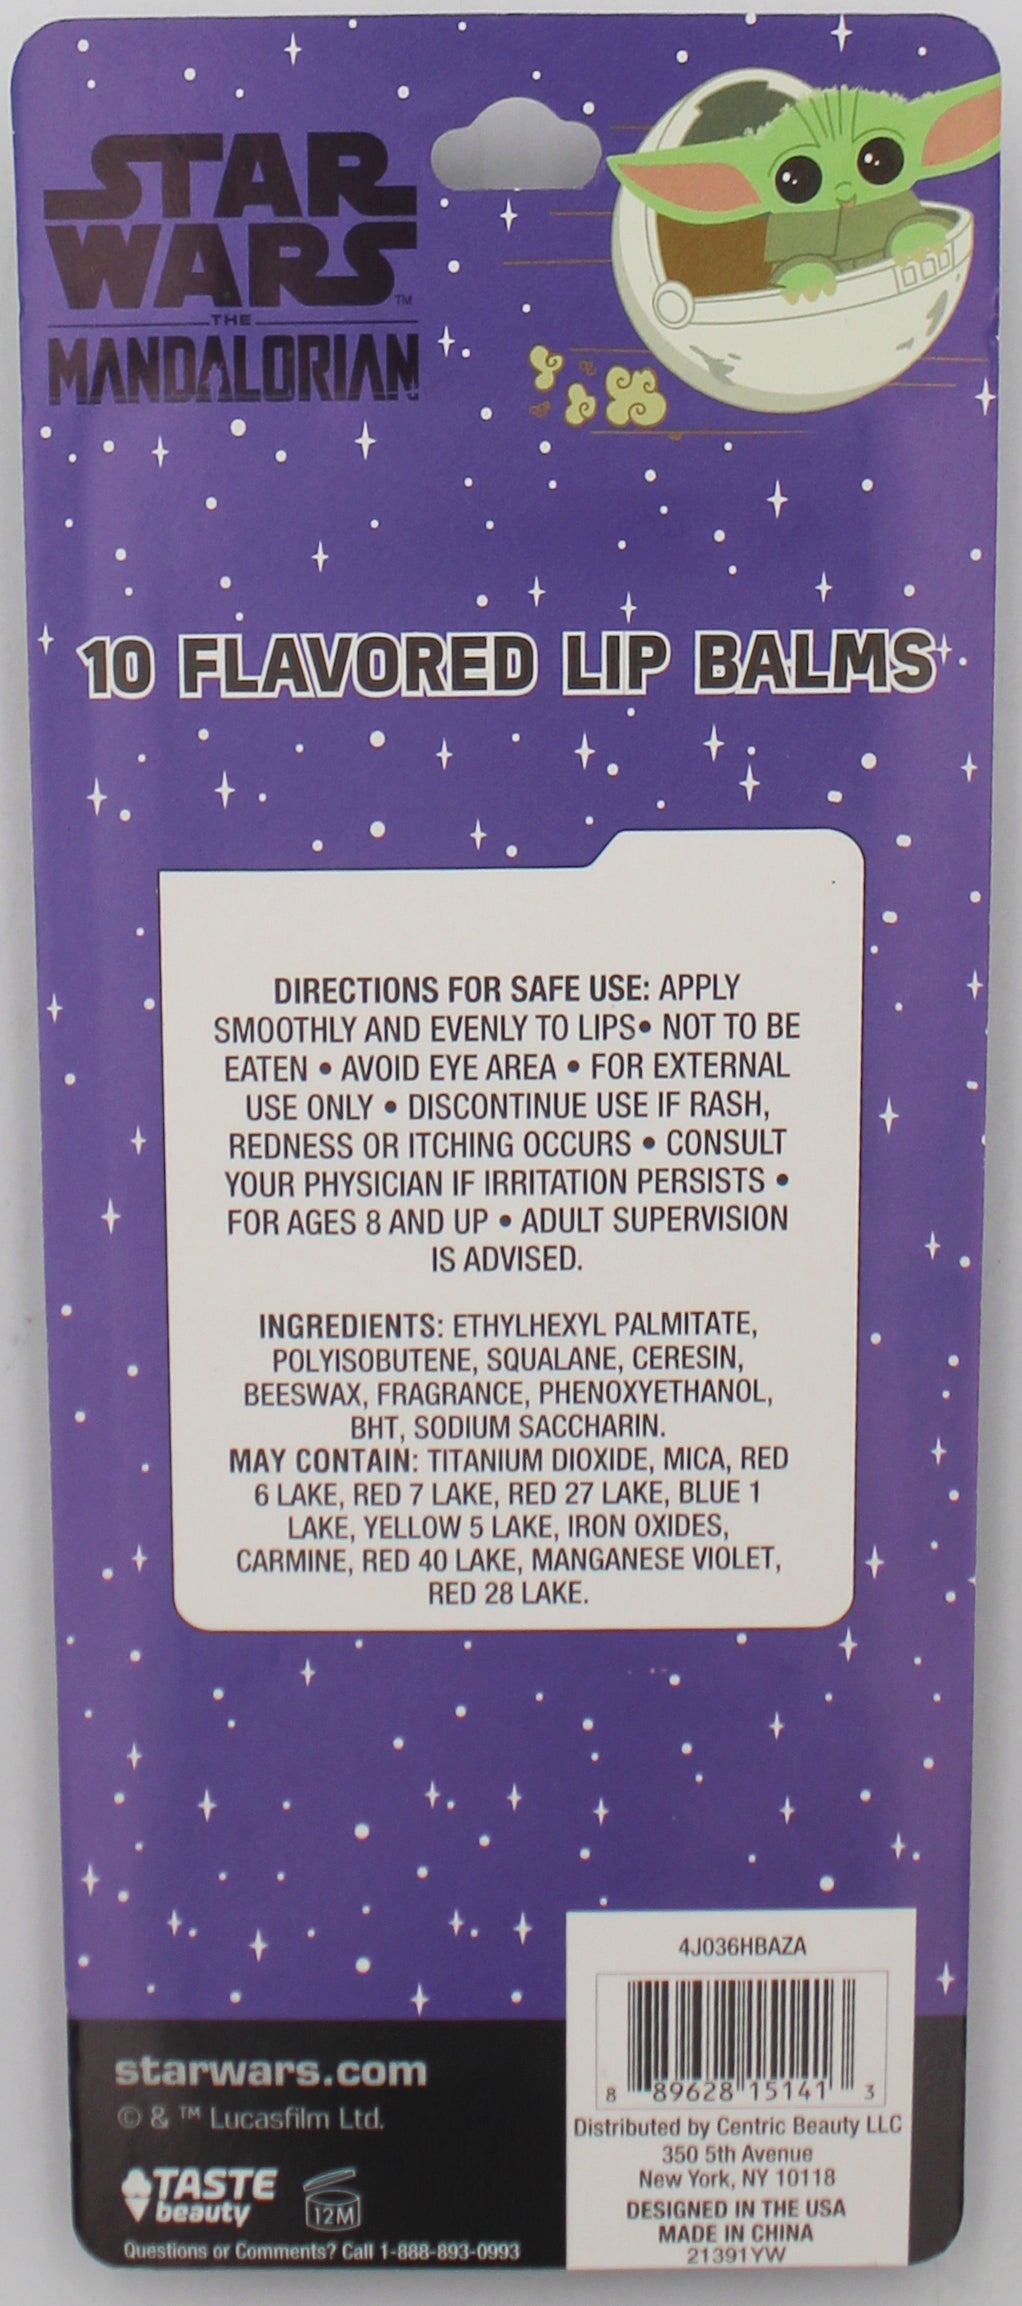 STAR
WARS™
THE
MANDALORIAN
10 FLAVORED LIP BALMS
DIRECTIONS FOR SAFE USE: APPLY
SMOOTHLY AND EVENLY TO LIPS• NOT TO BE
EATEN • AVOID EYE AREA • FOR EXTERNAL
USE ONLY • DISCONTINUE USE IF RASH,
REDNESS OR ITCHING OCCURS • CONSULT
YOUR PHYSICIAN IF IRRITATION PERSISTS •
FOR AGES 8 AND UP • ADULT SUPERVISION
IS ADVISED.
INGREDIENTS: ETHYLHEXYL PALMITATE,
POLYISOBUTENE, SQUALANE, CERESIN,
BEESWAX, FRAGRANCE, PHENOXYETHANOL,
BHT, SODIUM SACCHARIN.
MAY CONTAIN: TITANIUM DIOXIDE, MICA, RED
6 LAKE, RED 7 LAKE, RED 27 LAKE, BLUE 1
LAKE, YELLOW 5 LAKE, IRON OXIDES,
CARMINE, RED 40 LAKE, MANGANESE VIOLET,
RED 28 LAKE.
starwars.com
© & ™ Lucasfilm Ltd.
TASTE
beauty
12M
Questions or Comments? Call 1-888-893-0993
4J036HBAZA
8 89628 15141 3
Distributed by Centric Beauty LLC
350 5th Avenue
New York, NY 10118
DESIGNED IN THE USA
MADE IN CHINA
21391YW